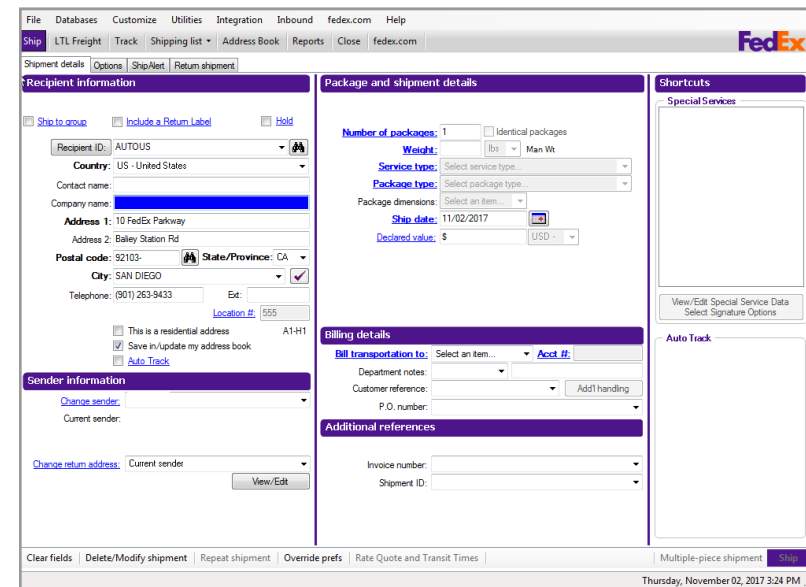 File Databases Customize Utilities Integration Inbound fedex.com Help
Ship LTL Freight Track Shipping list Address Book Reports Close fedex.com
FedEx
Shipment details Options ShipAlert Return shipment
Recipient information
Ship to group Include a Return Label Hold
Recipient ID: AUTOUS
Country: US - United States
Contact name:
Company name:
Address 1: 10 FedEx Parkway
Address 2: Bailey Station Rd
Postal code: 92103- State/Province: CA
City: SAN DIEGO
Telephone: (901) 263-9433 Ext:
Location #: 555
This is a residential address A1-H1
Save in/update my address book
Auto Track
Sender information
Change sender:
Current sender:
Change return address: Current sender
View/Edit
Package and shipment details
Number of packages: 1 Identical packages
Weight: lbs Man Wt
Service type: Select service type...
Package type: Select package type...
Package dimensions: Select an item...
Ship date: 11/02/2017
Declared value: $ USD -
Billing details
Bill transportation to: Select an item... Acct #:
Department notes:
Customer reference: Add'l handling
P.O. number:
Additional references
Invoice number:
Shipment ID:
Shortcuts
Special Services
View/Edit Special Service Data
Select Signature Options
Auto Track
Clear fields Delete/Modify shipment Repeat shipment Override prefs Rate Quote and Transit Times Multiple-piece shipment Ship
Thursday, November 02, 2017 3:24 PM